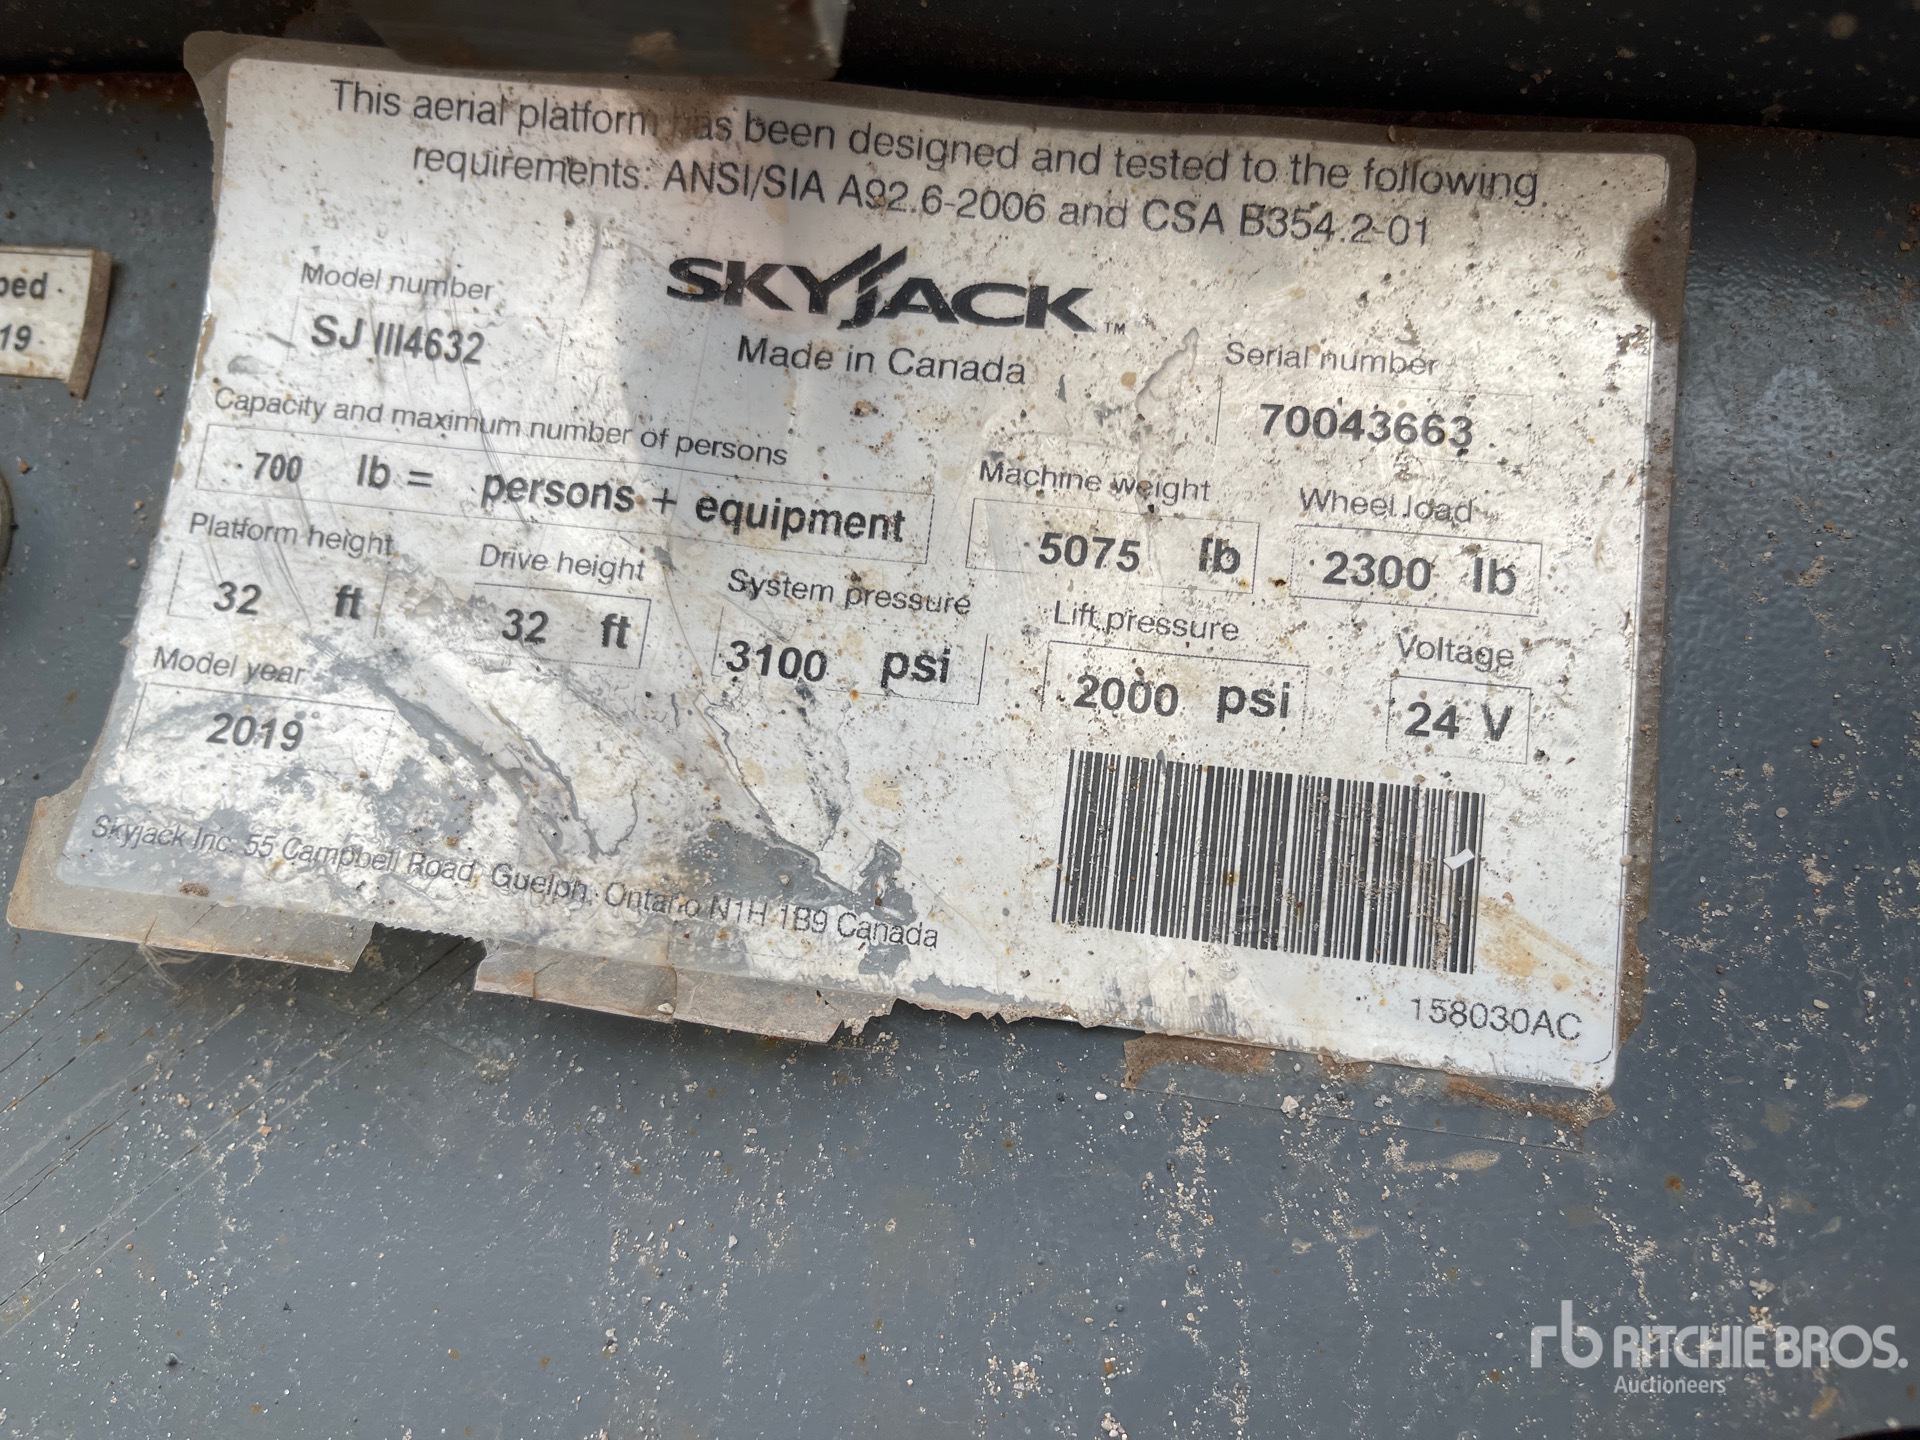 This aerial platform has been designed and tested to the following
requirements: ANSI/SIA A92.6-2006 and CSA B354.2-01
SKYJACK™
Made in Canada
Model number
SJ III4632
Serial number
70043663
Capacity and maximum number of persons
700 lb = persons + equipment
Machine weight
5075 lb
Wheel load
2300 lb
Platform height
32 ft
Drive height
32 ft
System pressure
3100 psi
Lift pressure
2000 psi
Voltage
24 V
Model year
2019
Skyjack Inc. 55 Campbell Road, Guelph, Ontario N1H 1B9 Canada
158030AC
rb RITCHIE BROS.
Auctioneers